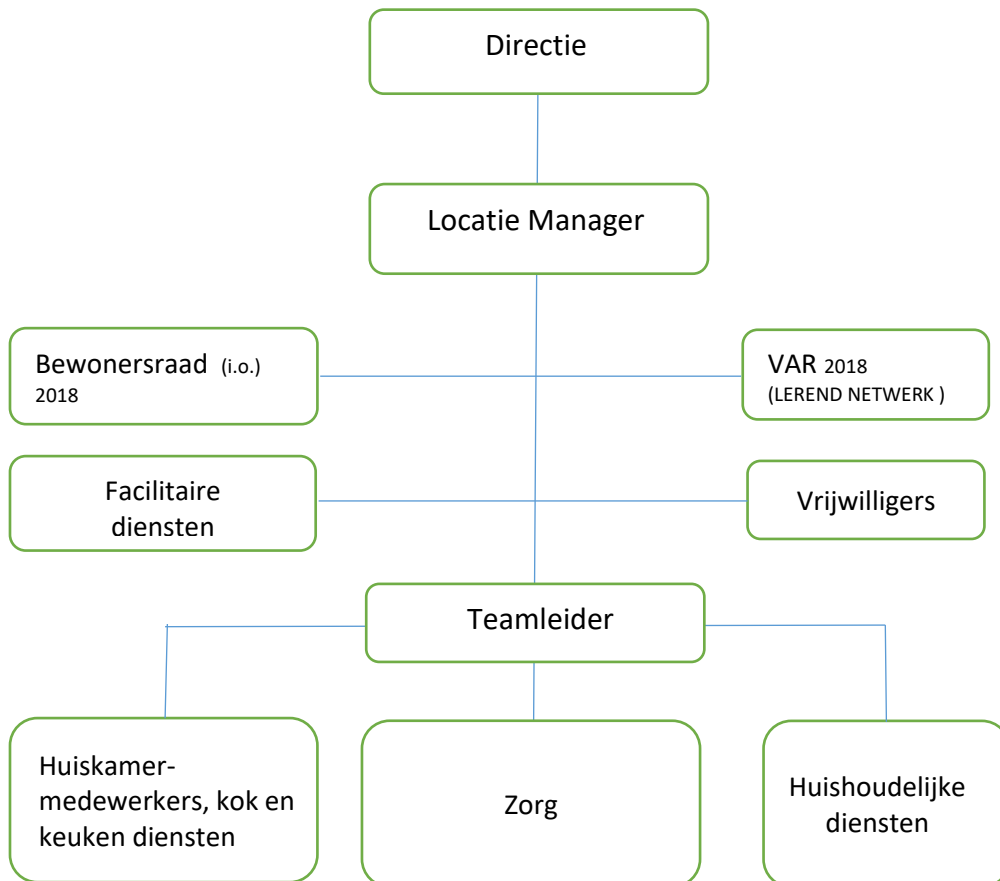 Directie
Locatie Manager
Bewonersraad (i.o.)
2018
VAR 2018
(LEREND NETWERK )
Facilitaire
diensten
Vrijwilligers
Teamleider
Huiskamer-
medewerkers, kok en
keuken diensten
Zorg
Huishoudelijke
diensten